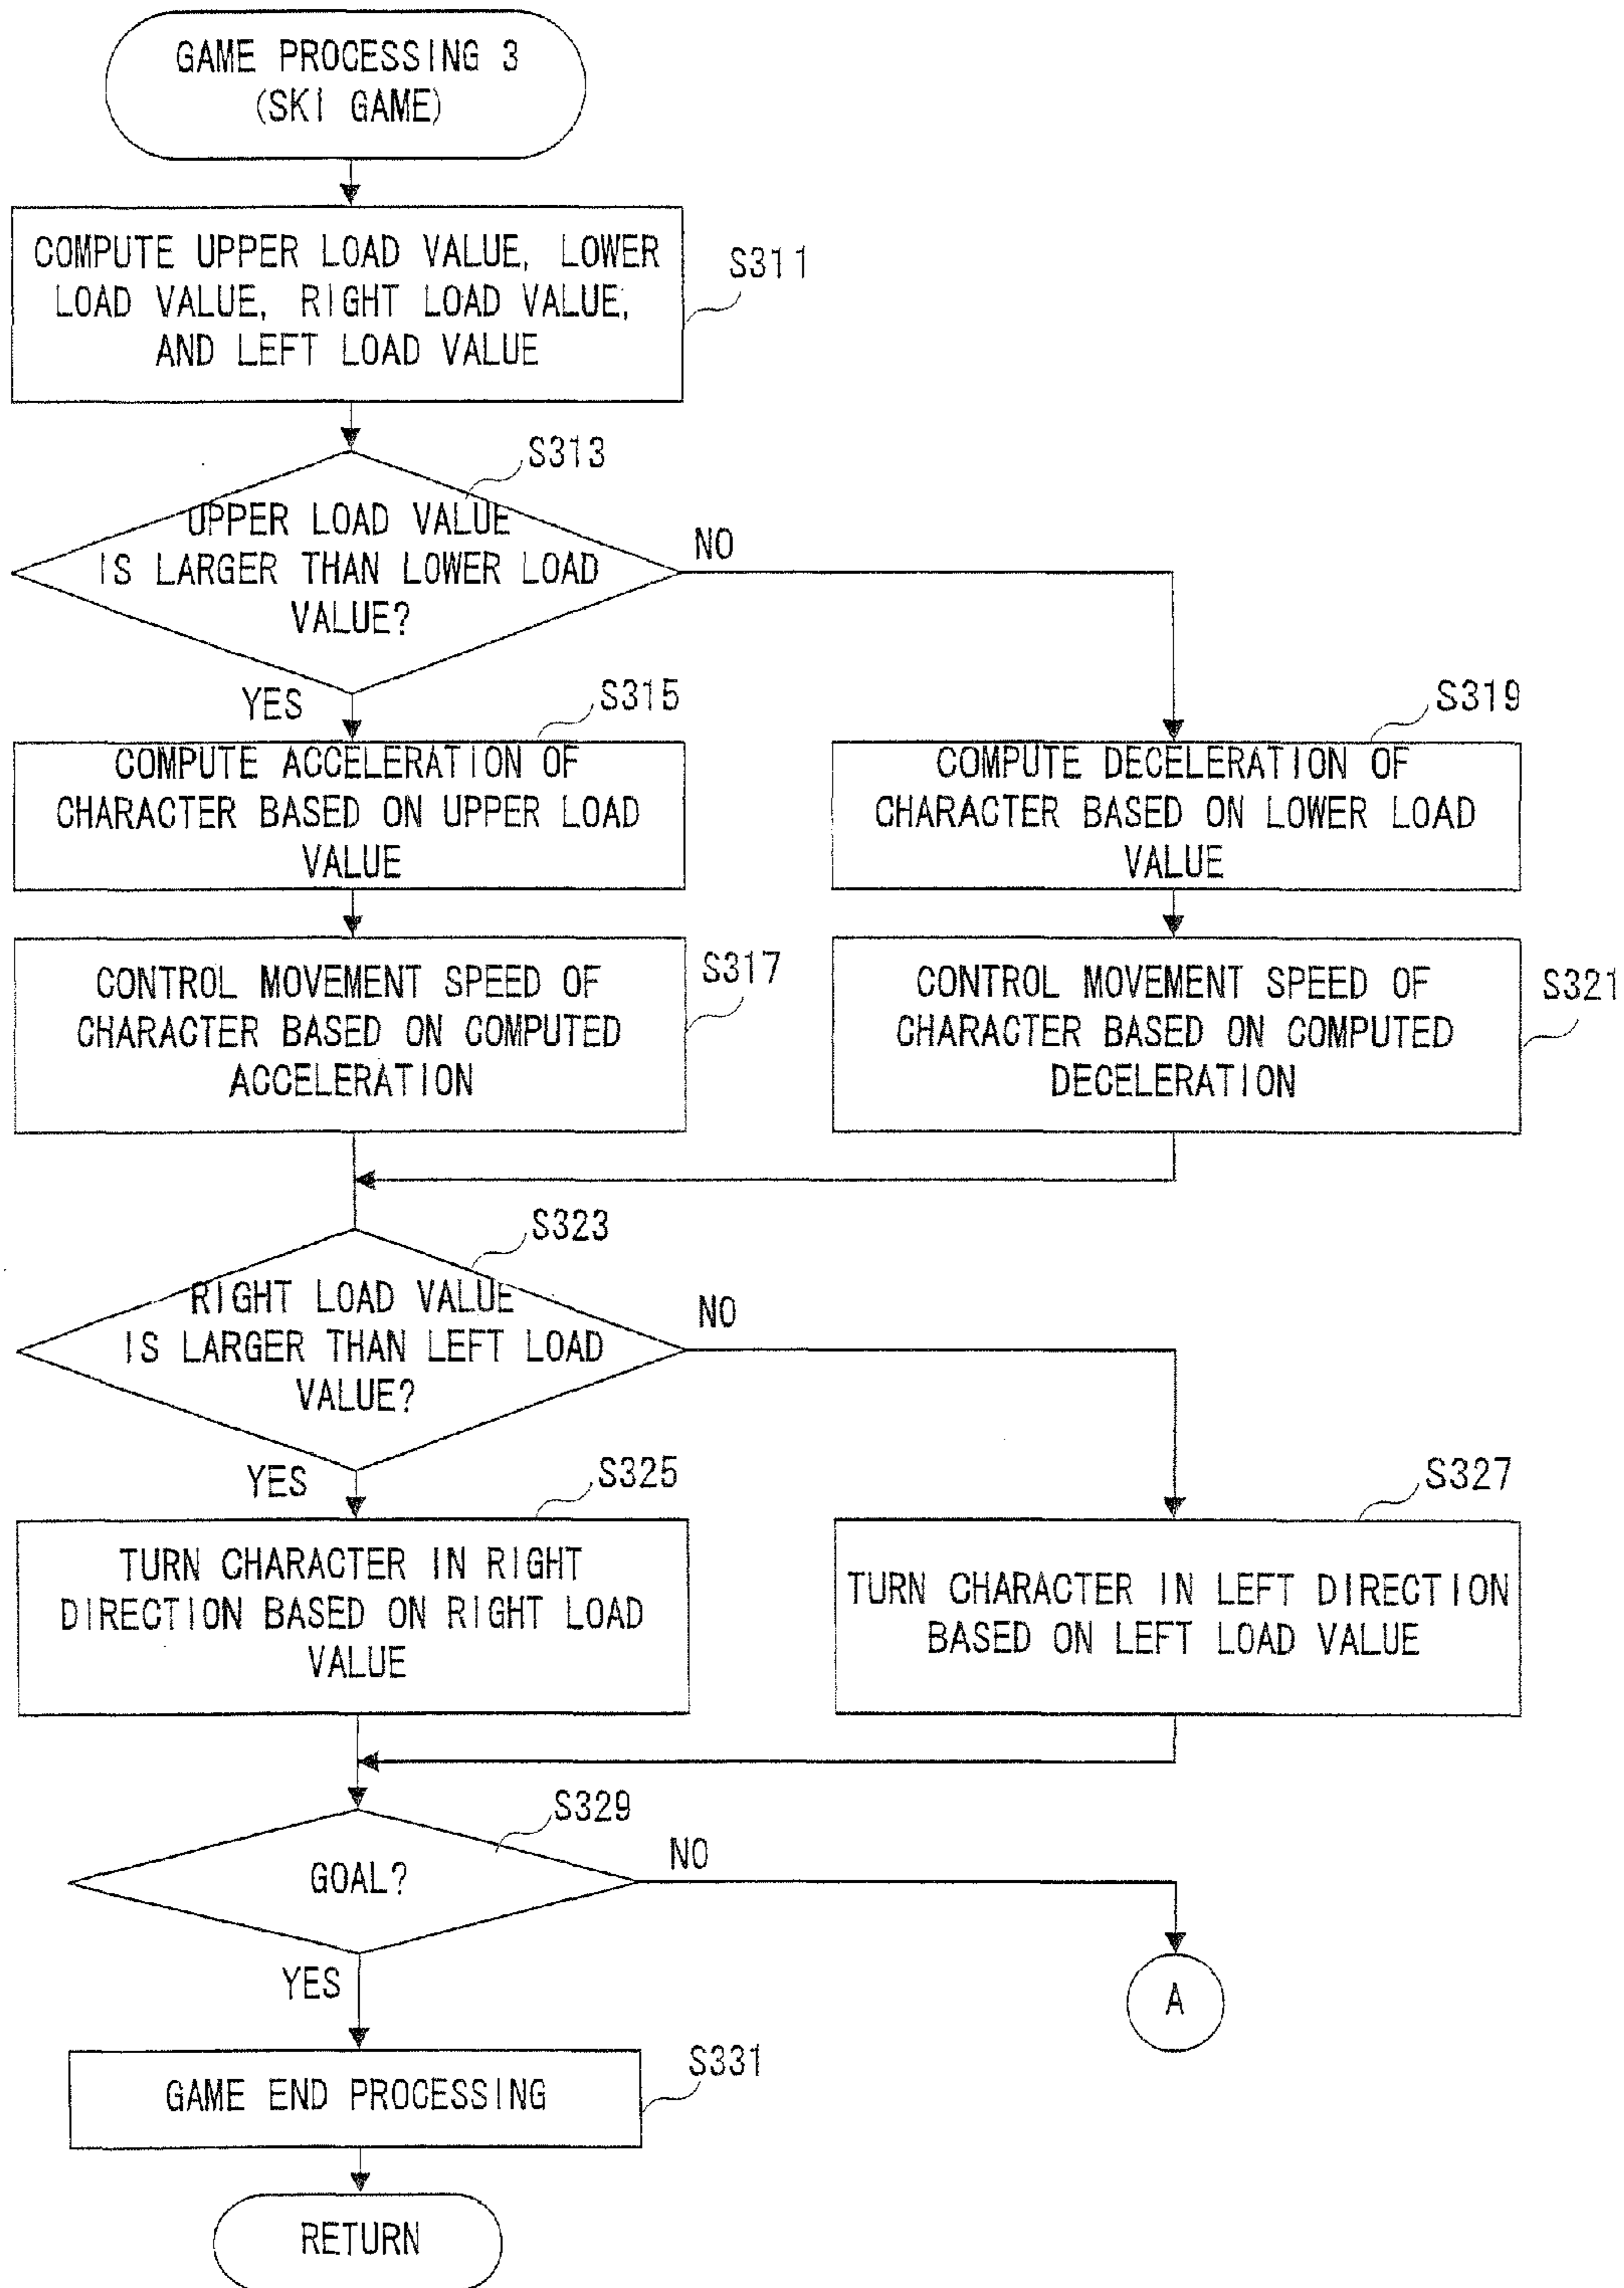 GAME PROCESSING 3
(SKI GAME)
COMPUTE UPPER LOAD VALUE, LOWER
LOAD VALUE, RIGHT LOAD VALUE,
AND LEFT LOAD VALUE
S311
S313
UPPER LOAD VALUE
IS LARGER THAN LOWER LOAD
VALUE?
NO
YES
S315
COMPUTE ACCELERATION OF
CHARACTER BASED ON UPPER LOAD
VALUE
S319
COMPUTE DECELERATION OF
CHARACTER BASED ON LOWER LOAD
VALUE
CONTROL MOVEMENT SPEED OF
CHARACTER BASED ON COMPUTED
ACCELERATION
S317
CONTROL MOVEMENT SPEED OF
CHARACTER BASED ON COMPUTED
DECELERATION
S321
S323
RIGHT LOAD VALUE
IS LARGER THAN LEFT LOAD
VALUE?
NO
YES
S325
TURN CHARACTER IN RIGHT
DIRECTION BASED ON RIGHT LOAD
VALUE
S327
TURN CHARACTER IN LEFT DIRECTION
BASED ON LEFT LOAD VALUE
S329
GOAL?
NO
YES
A
GAME END PROCESSING
S331
RETURN